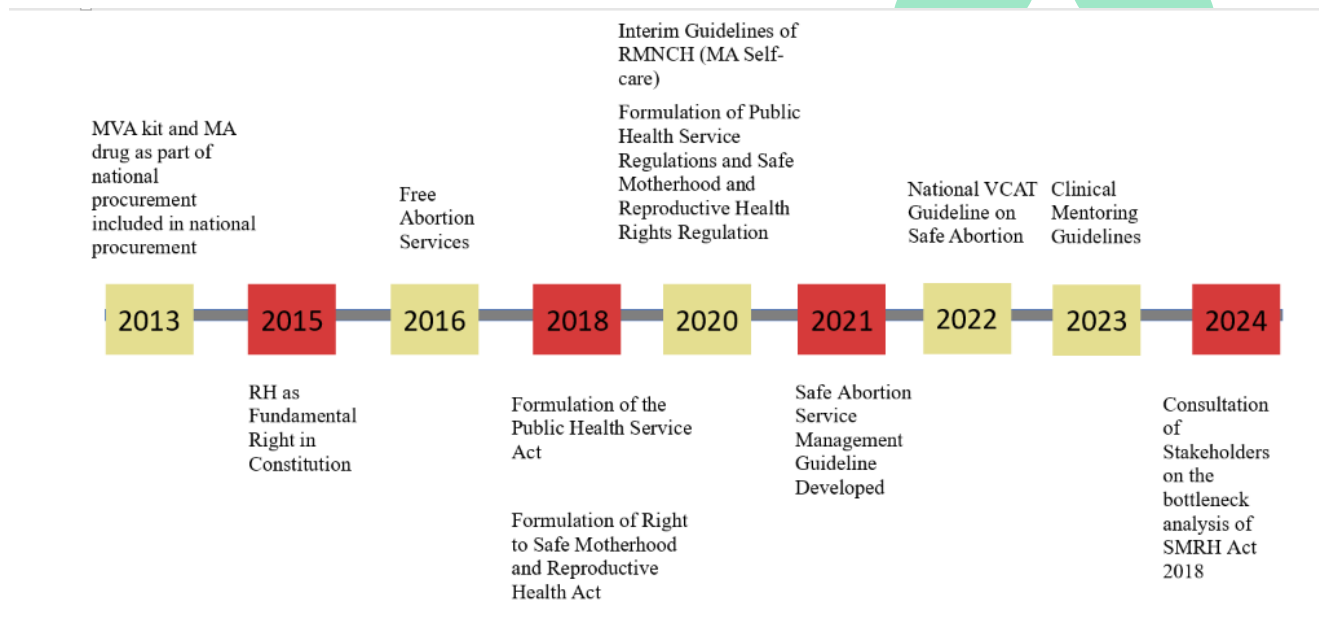 MVA kit and MA
drug as part of
national
procurement
included in national
procurement
Free
Abortion
Services
Interim Guidelines of
RMNCH (MA Self-
care)
Formulation of Public
Health Service
Regulations and Safe
Motherhood and
Reproductive Health
Rights Regulation
National VCAT
Guideline on
Safe Abortion
Clinical
Mentoring
Guidelines
2013
2015
2016
2018
2020
2021
2022
2023
2024
RH as
Fundamental
Right in
Constitution
Formulation of the
Public Health Service
Act
Formulation of Right
to Safe Motherhood
and Reproductive
Health Act
Safe Abortion
Service
Management
Guideline
Developed
Consultation
of
Stakeholders
on the
bottleneck
analysis of
SMRH Act
2018